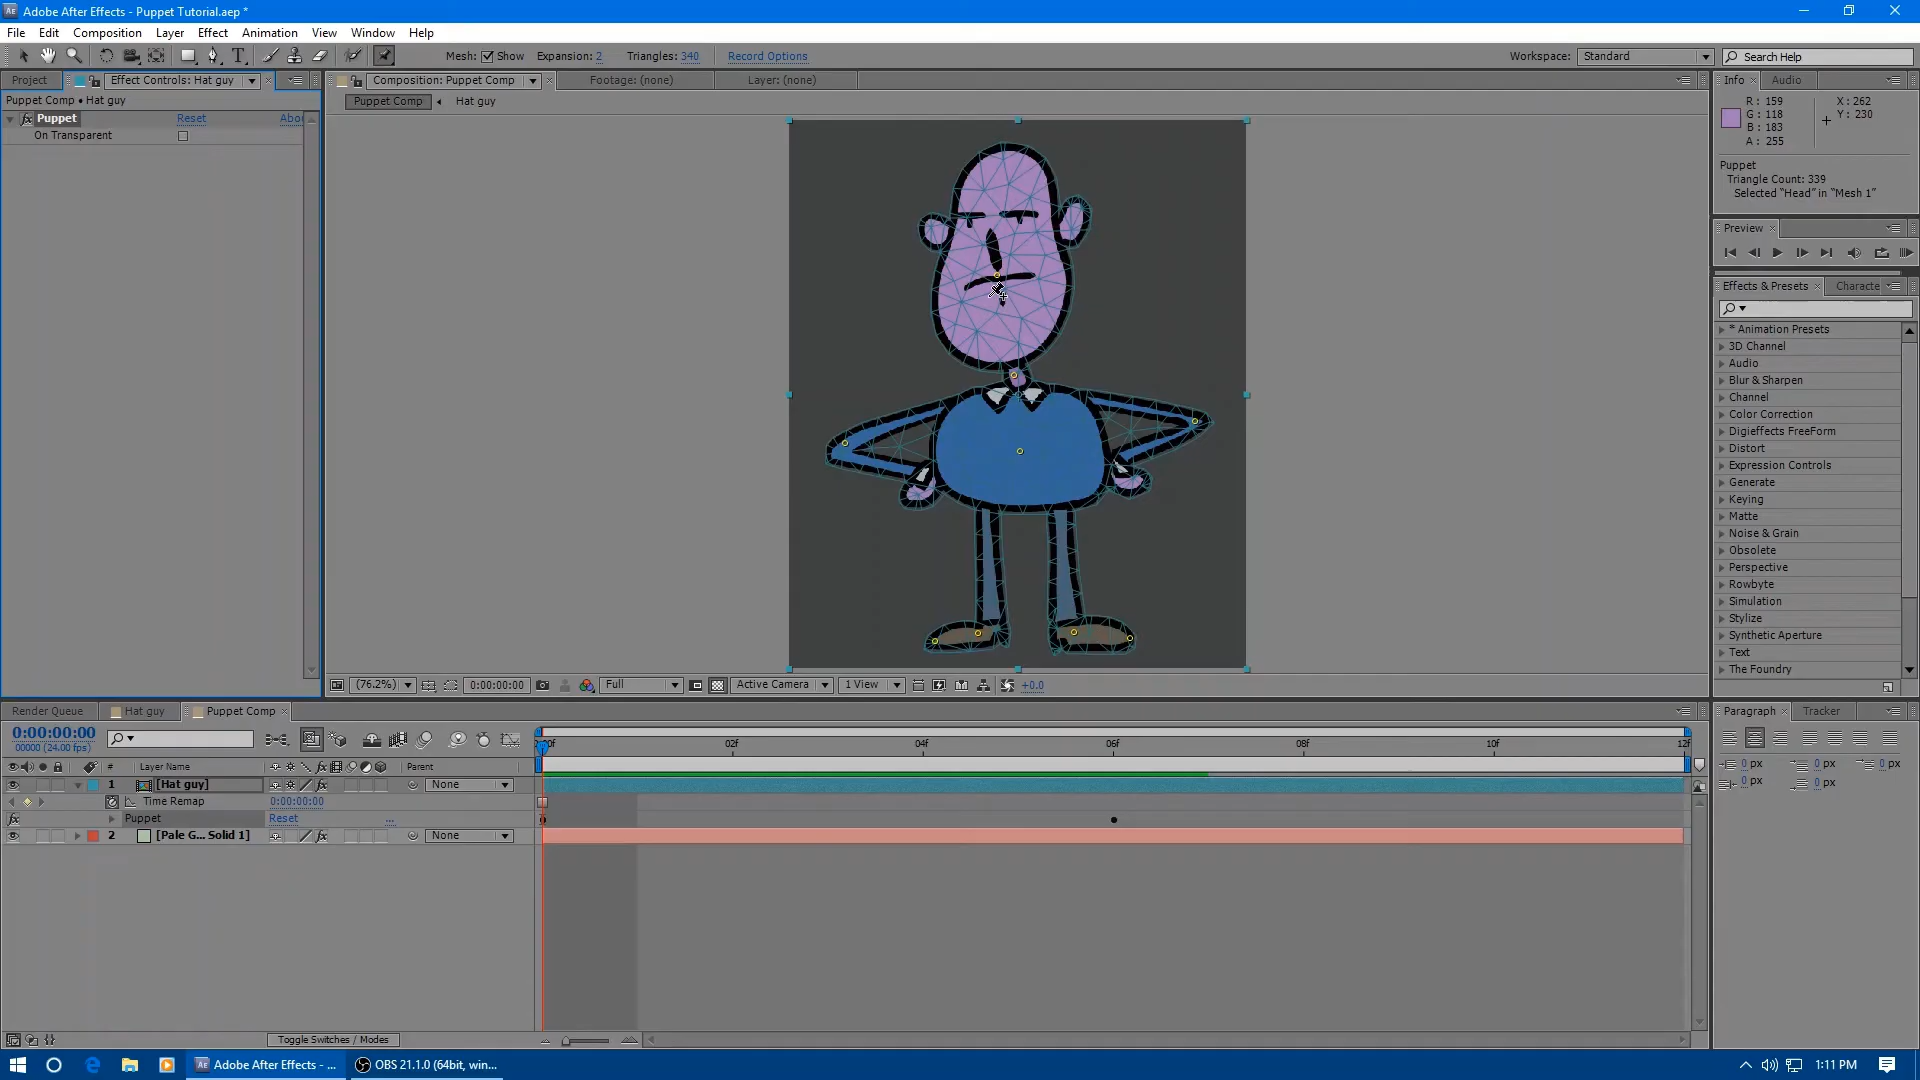 Adobe After Effects - Puppet Tutorial.aep *
File Edit Composition Layer Effect Animation View Window Help
Mesh: Show Expansion: 2 Triangles: 340 Record Options
Workspace: Standard
Search Help
Project
Effect Controls: Hat guy
Composition: Puppet Comp
Footage: (none)
Layer: (none)
Info
Audio
Puppet Comp • Hat guy
Puppet Reset Abou
On Transparent
Puppet Comp
Hat guy
R: 159
G: 118
B: 183
A: 255
X: 262
Y: 230
Puppet
Triangle Count: 339
Selected "Head" in "Mesh 1"
Preview
Effects & Presets
Characte
* Animation Presets
3D Channel
Audio
Blur & Sharpen
Channel
Color Correction
Digieffects FreeForm
Distort
Expression Controls
Generate
Keying
Matte
Noise & Grain
Obsolete
Perspective
Rowbyte
Simulation
Stylize
Synthetic Aperture
Text
The Foundry
(76.2%) 0:00:00:00 Full Active Camera 1 View +0.0
Render Queue
Hat guy
Puppet Comp
Paragraph
Tracker
0:00:00:00
00000 (24.00 fps)
02f 04f 06f 08f 10f 12f
# Layer Name
Parent
1 [Hat guy] None
Time Remap 0:00:00:00
Puppet Reset ...
2 [Pale G... Solid 1] None
0 px 0 px 0 px
0 px 0 px
Toggle Switches / Modes
Adobe After Effects - ...
OBS 21.1.0 (64bit, win...
1:11 PM